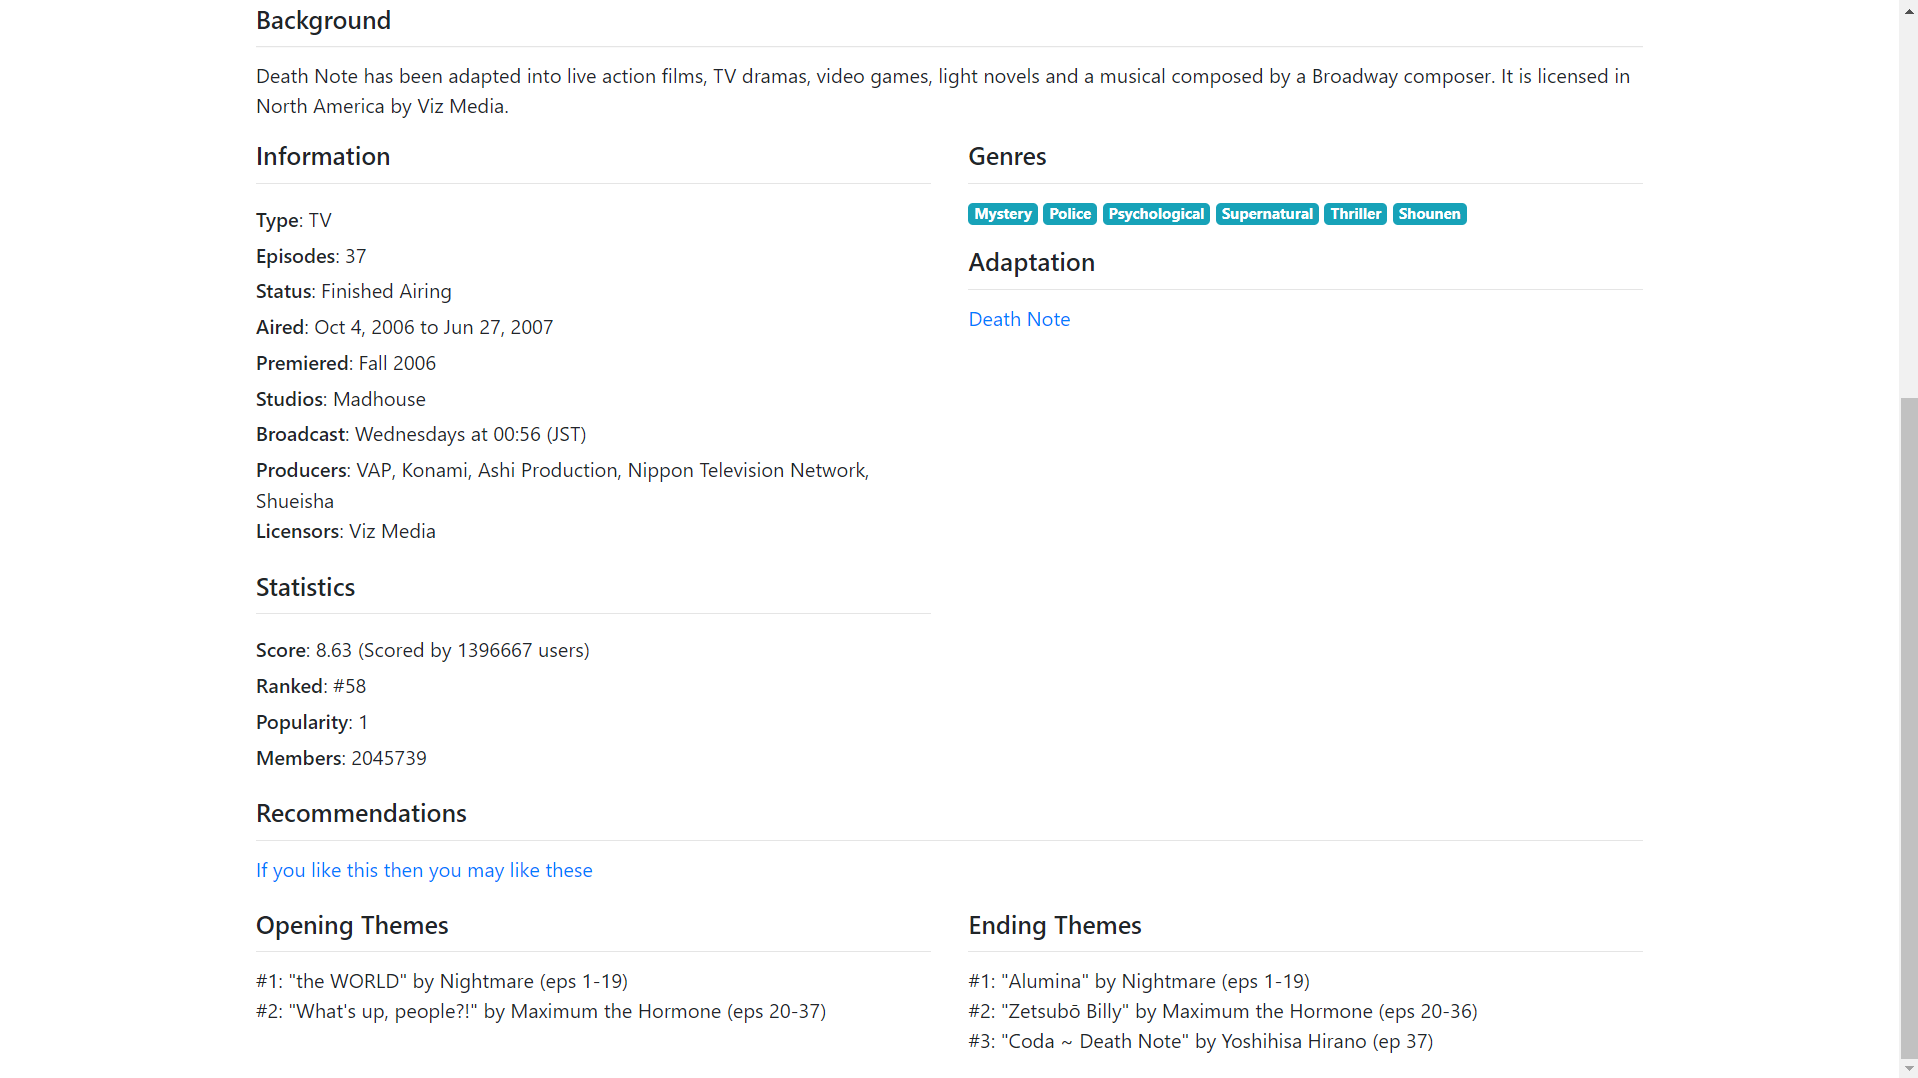 Background
Death Note has been adapted into live action films, TV dramas, video games, light novels and a musical composed by a Broadway composer. It is licensed in
North America by Viz Media.
Information
Type: TV
Episodes: 37
Status: Finished Airing
Aired: Oct 4, 2006 to Jun 27, 2007
Premiered: Fall 2006
Studios: Madhouse
Broadcast: Wednesdays at 00:56 (JST)
Producers: VAP, Konami, Ashi Production, Nippon Television Network,
Shueisha
Licensors: Viz Media
Genres
Mystery Police Psychological Supernatural Thriller Shounen
Adaptation
Death Note
Statistics
Score: 8.63 (Scored by 1396667 users)
Ranked: #58
Popularity: 1
Members: 2045739
Recommendations
If you like this then you may like these
Opening Themes
#1: "the WORLD" by Nightmare (eps 1-19)
#2: "What's up, people?!" by Maximum the Hormone (eps 20-37)
Ending Themes
#1: "Alumina" by Nightmare (eps 1-19)
#2: "Zetsubō Billy" by Maximum the Hormone (eps 20-36)
#3: "Coda ~ Death Note" by Yoshihisa Hirano (ep 37)